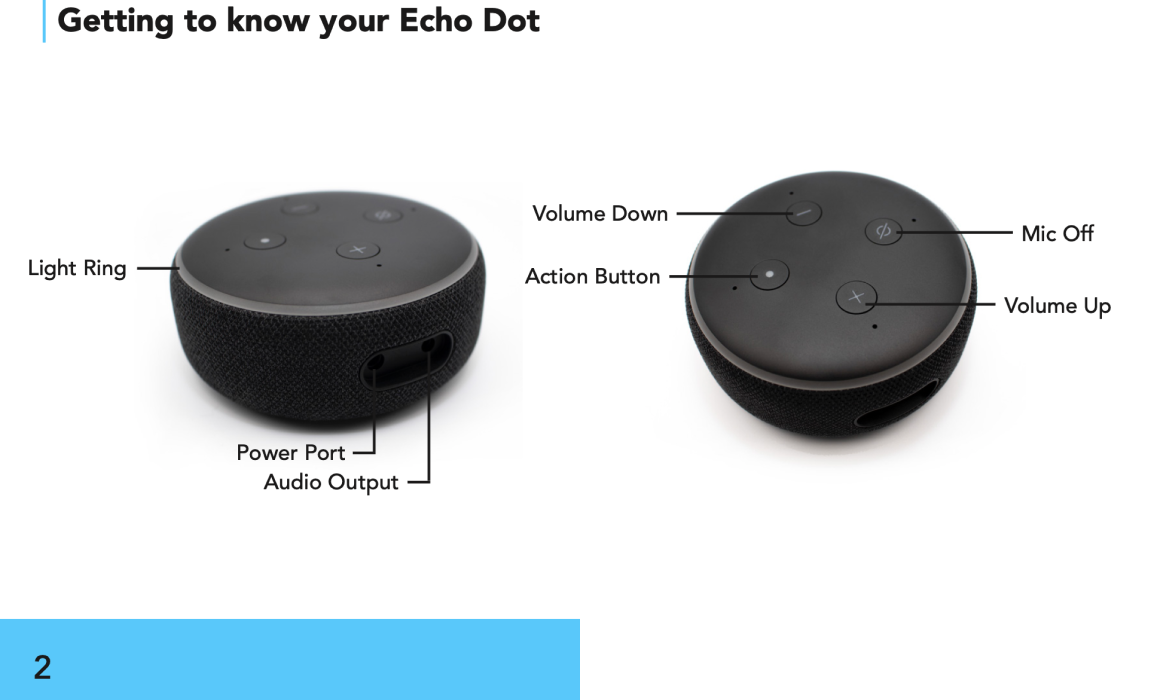 Getting to know your Echo Dot
Light Ring
Power Port
Audio Output
Volume Down
Action Button
Mic Off
Volume Up
2